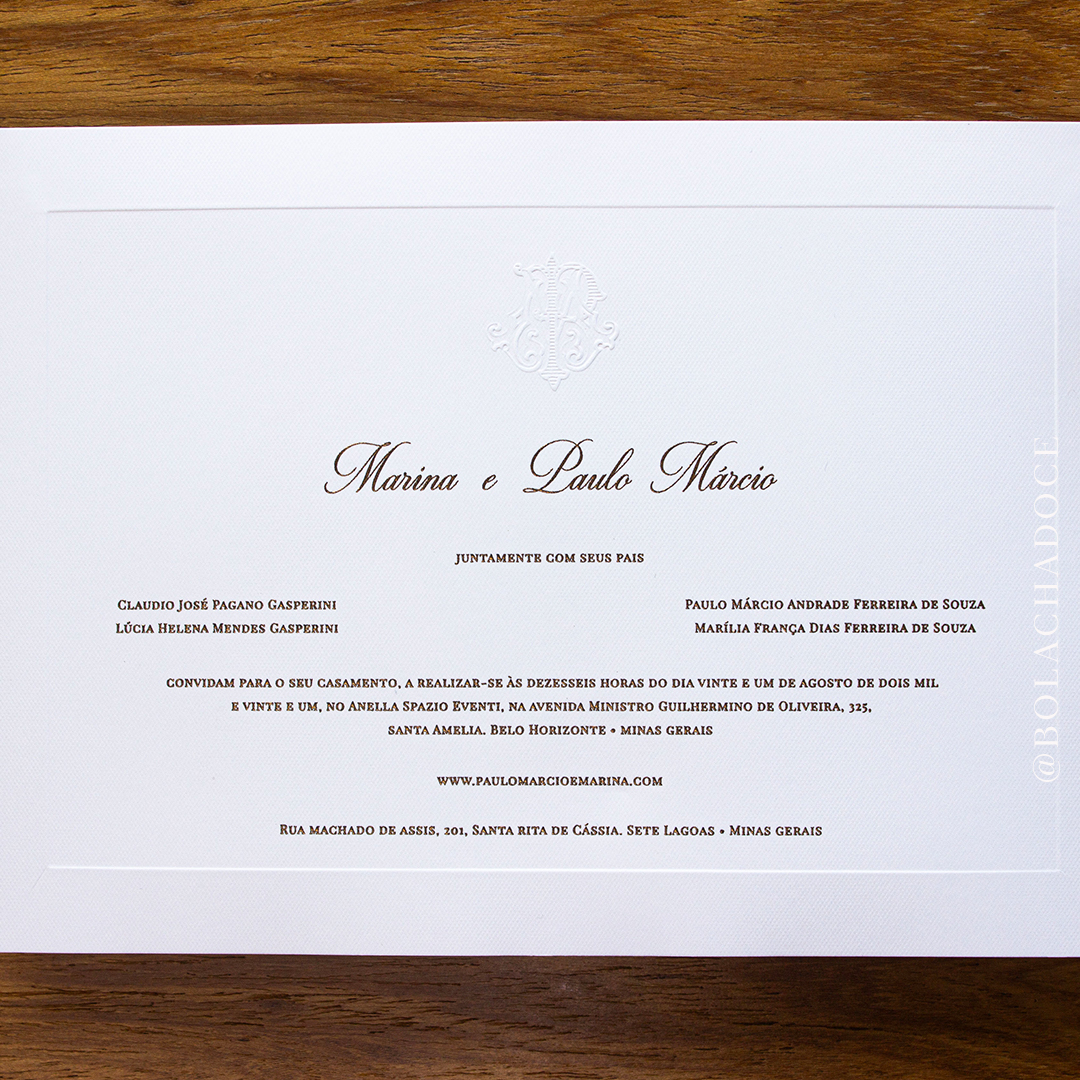 Marina e Paulo Márcio
JUNTAMENTE COM SEUS PAIS
CLAUDIO JOSÉ PAGANO GASPERINI
LÚCIA HELENA MENDES GASPERINI
PAULO MÁRCIO ANDRADE FERREIRA DE SOUZA
MARÍLIA FRANÇA DIAS FERREIRA DE SOUZA
CONVIDAM PARA O SEU CASAMENTO, A REALIZAR-SE ÀS DEZESSEIS HORAS DO DIA VINTE E UM DE AGOSTO DE DOIS MIL
E VINTE E UM, NO ANELLA SPAZIO EVENTI, NA AVENIDA MINISTRO GUILHERMINO DE OLIVEIRA, 325,
SANTA AMELIA. BELO HORIZONTE • MINAS GERAIS
WWW.PAULOMARCIOEMARINA.COM
RUA MACHADO DE ASSIS, 201, SANTA RITA DE CÁSSIA. SETE LAGOAS • MINAS GERAIS
@BOLACHADOCE